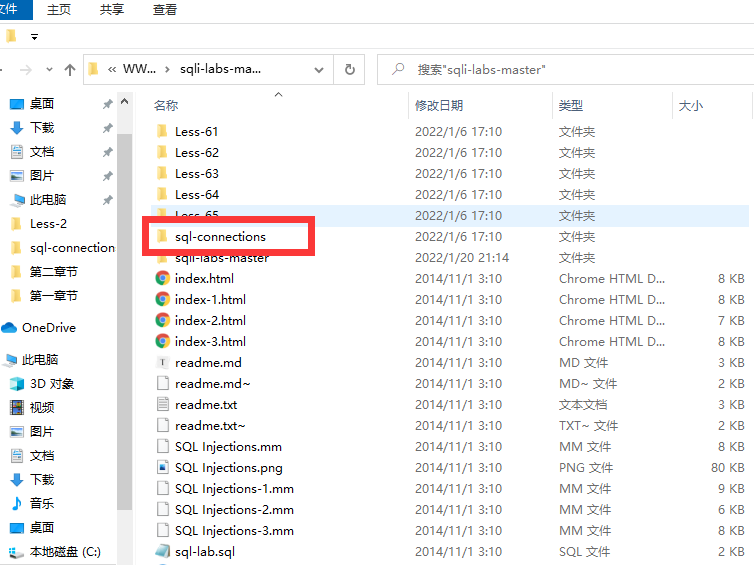 文件 主页 共享 查看
« WW... › sqli-labs-ma... 搜索"sqli-labs-master"
桌面
下载
文档
图片
此电脑
Less-2
sql-connection
第二章节
第一章节
OneDrive
此电脑
3D 对象
视频
图片
文档
下载
音乐
桌面
本地磁盘 (C:)
名称 修改日期 类型 大小
Less-61 2022/1/6 17:10 文件夹
Less-62 2022/1/6 17:10 文件夹
Less-63 2022/1/6 17:10 文件夹
Less-64 2022/1/6 17:10 文件夹
Less-65 2022/1/6 17:10 文件夹
sql-connections 2022/1/6 17:10 文件夹
sqli-labs-master 2022/1/20 21:14 文件夹
index.html 2014/11/1 3:10 Chrome HTML D... 8 KB
index-1.html 2014/11/1 3:10 Chrome HTML D... 8 KB
index-2.html 2014/11/1 3:10 Chrome HTML D... 7 KB
index-3.html 2014/11/1 3:10 Chrome HTML D... 8 KB
readme.md 2014/11/1 3:10 MD 文件 3 KB
readme.md~ 2014/11/1 3:10 MD~ 文件 2 KB
readme.txt 2014/11/1 3:10 文本文档 3 KB
readme.txt~ 2014/11/1 3:10 TXT~ 文件 2 KB
SQL Injections.mm 2014/11/1 3:10 MM 文件 8 KB
SQL Injections.png 2014/11/1 3:10 PNG 文件 80 KB
SQL Injections-1.mm 2014/11/1 3:10 MM 文件 9 KB
SQL Injections-2.mm 2014/11/1 3:10 MM 文件 6 KB
SQL Injections-3.mm 2014/11/1 3:10 MM 文件 8 KB
sql-lab.sql 2014/11/1 3:10 SQL 文件 2 KB